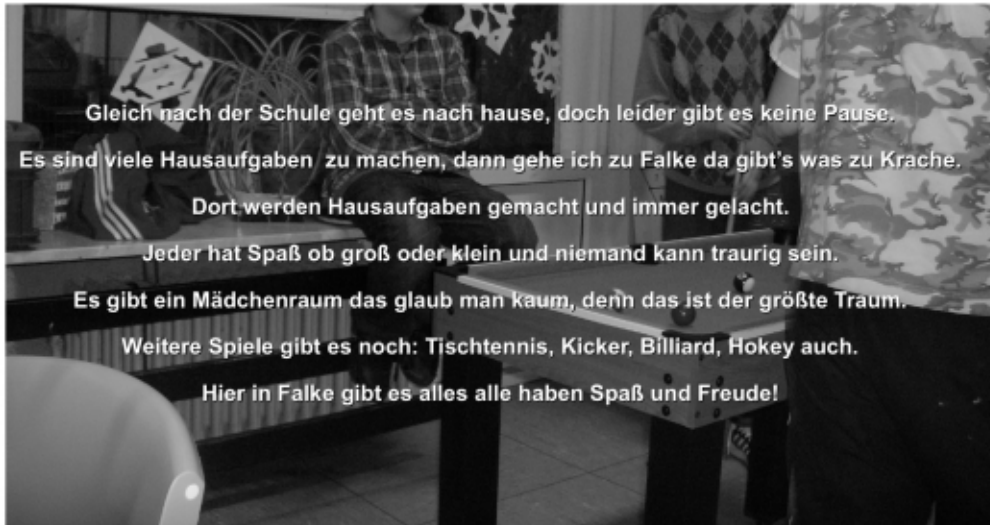 Gleich nach der Schule geht es nach hause, doch leider gibt es keine Pause.
Es sind viele Hausaufgaben  zu machen, dann gehe ich zu Falke da gibt's was zu Krache.
Dort werden Hausaufgaben gemacht und immer gelacht.
Jeder hat Spaß ob groß oder klein und niemand kann traurig sein.
Es gibt ein Mädchenraum das glaub man kaum, denn das ist der größte Traum.
Weitere Spiele gibt es noch: Tischtennis, Kicker, Billiard, Hokey auch.
Hier in Falke gibt es alles alle haben Spaß und Freude!